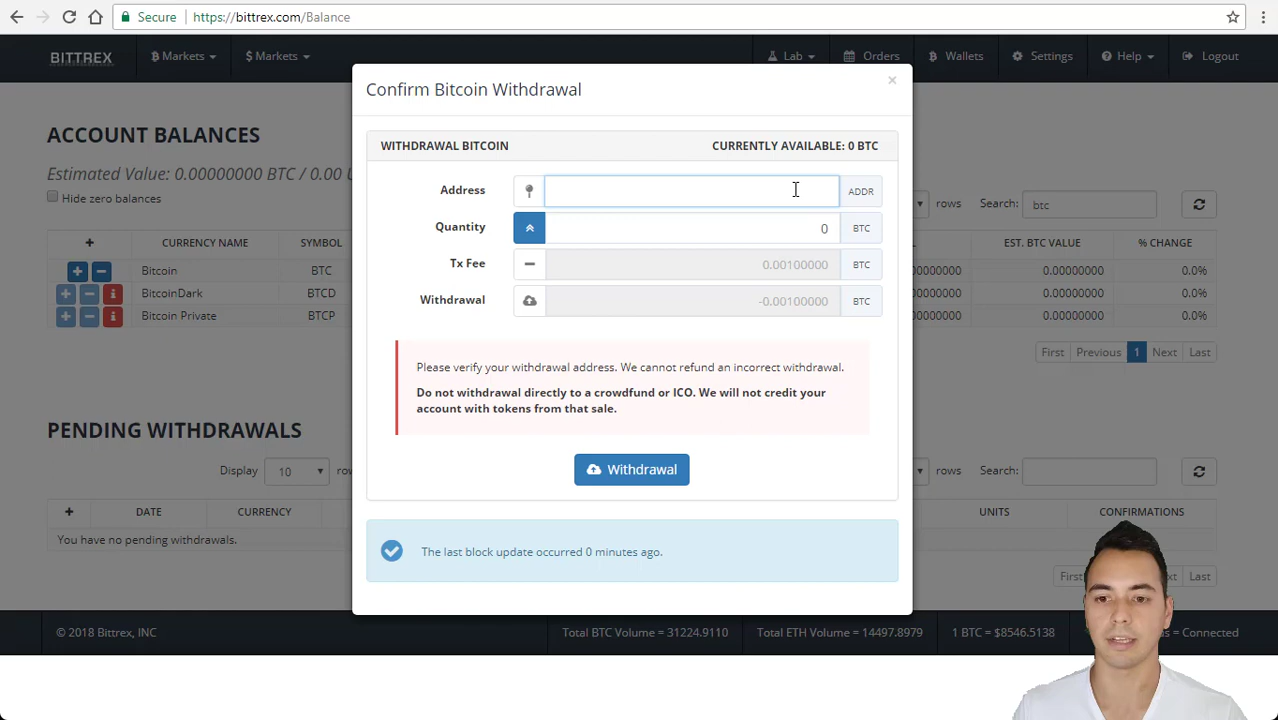 Secure https://bittrex.com/Balance
BITTREX ₿ Markets $ Markets Lab Orders ₿ Wallets Settings Help Logout
Confirm Bitcoin Withdrawal ×
ACCOUNT BALANCES
WITHDRAWAL BITCOIN CURRENTLY AVAILABLE: 0 BTC
Estimated Value: 0.00000000 BTC / 0.00
Hide zero balances
rows Search: btc
Address ADDR
Quantity 0 BTC
Tx Fee 0.00100000 BTC
Withdrawal -0.00100000 BTC
+ CURRENCY NAME SYMBOL EST. BTC VALUE % CHANGE
Bitcoin BTC 0.00000000 0.0%
BitcoinDark BTCD 0.00000000 0.0%
Bitcoin Private BTCP 0.00000000 0.0%
First Previous 1 Next Last
Please verify your withdrawal address. We cannot refund an incorrect withdrawal.
Do not withdrawal directly to a crowdfund or ICO. We will not credit your
account with tokens from that sale.
Withdrawal
PENDING WITHDRAWALS
Display 10 rows Search:
+ DATE CURRENCY UNITS CONFIRMATIONS
You have no pending withdrawals.
The last block update occurred 0 minutes ago.
First Last
© 2018 Bittrex, INC Total BTC Volume = 31224.9110 Total ETH Volume = 14497.8979 1 BTC = $8546.5138 = Connected